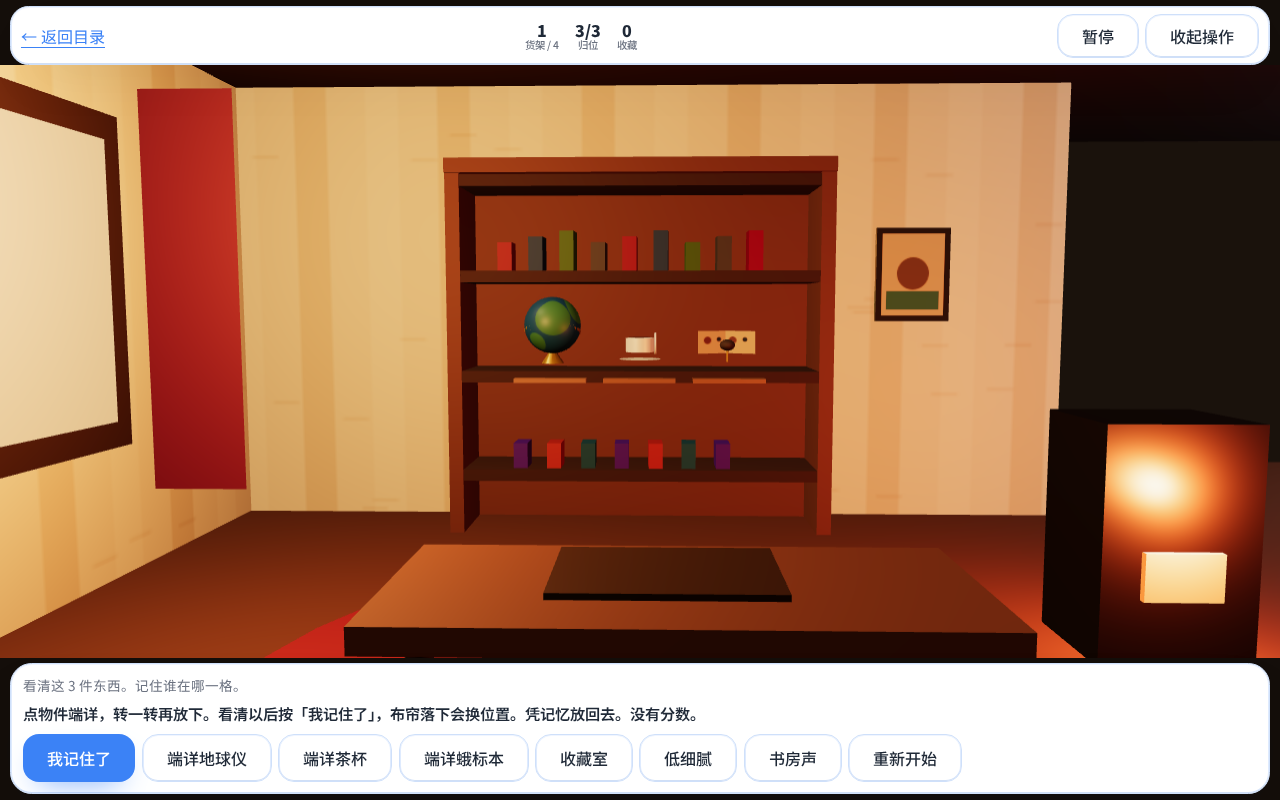 ← 返回目录
1 3/3 0
货架 / 4 归位 收藏
暂停
收起操作
看清这 3 件东西。记住谁在哪一格。
点物件端详，转一转再放下。看清以后按「我记住了」，布帘落下会换位置。凭记忆放回去。没有分数。
我记住了
端详地球仪
端详茶杯
端详蛾标本
收藏室
低细腻
书房声
重新开始